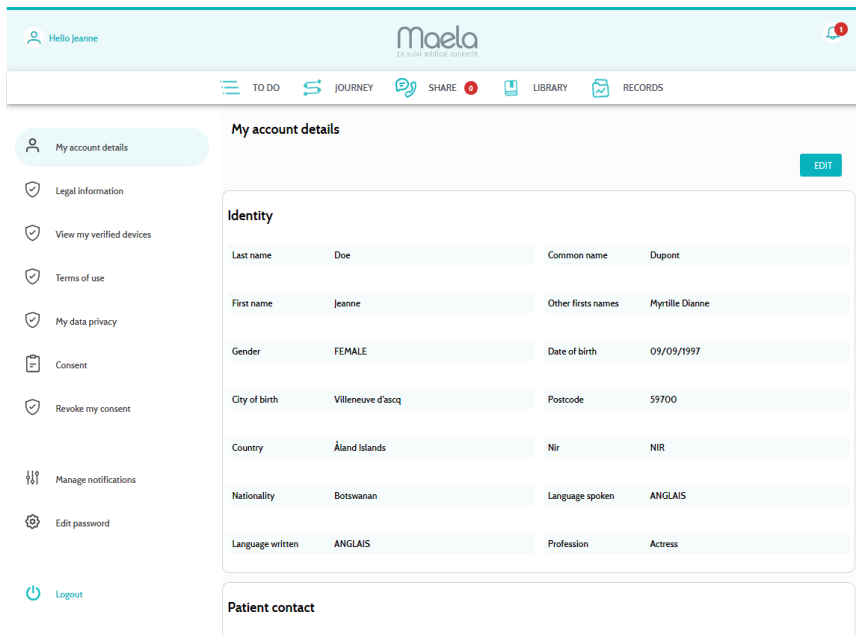 Hello Jeanne
Maela
Le suivi médical connecté
1
TO DO
JOURNEY
SHARE 0
LIBRARY
RECORDS
My account details
Legal information
View my verified devices
Terms of use
My data privacy
Consent
Revoke my consent
Manage notifications
Edit password
Logout
My account details
EDIT
Identity
Last name Doe Common name Dupont
First name Jeanne Other firsts names Myrtille Dianne
Gender FEMALE Date of birth 09/09/1997
City of birth Villeneuve d'ascq Postcode 59700
Country Åland Islands Nir NIR
Nationality Botswanan Language spoken ANGLAIS
Language written ANGLAIS Profession Actress
Patient contact